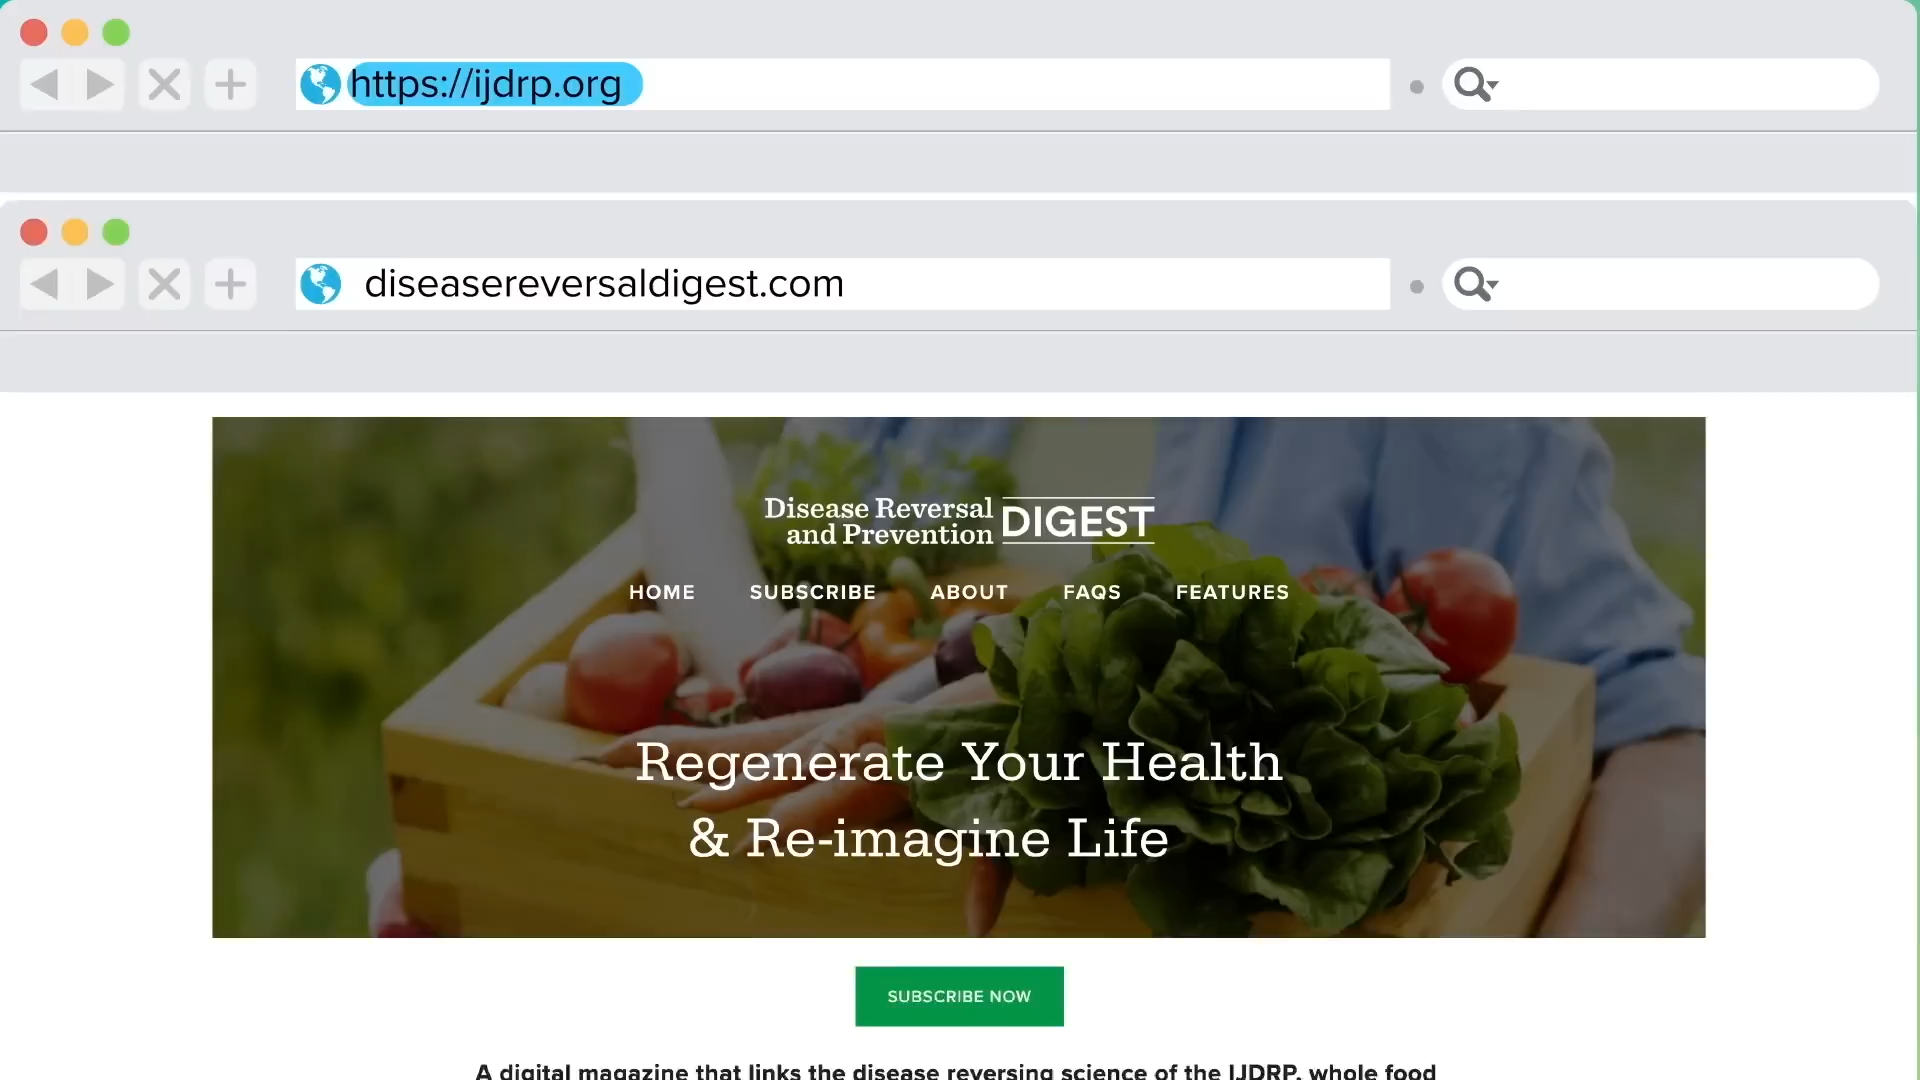 https://ijdrp.org
diseasereversaldigest.com
Disease Reversal
and Prevention DIGEST
HOME SUBSCRIBE ABOUT FAQS FEATURES
Regenerate Your Health
& Re-imagine Life
SUBSCRIBE NOW
A digital magazine that links the disease reversing science of the IJDRP, whole food